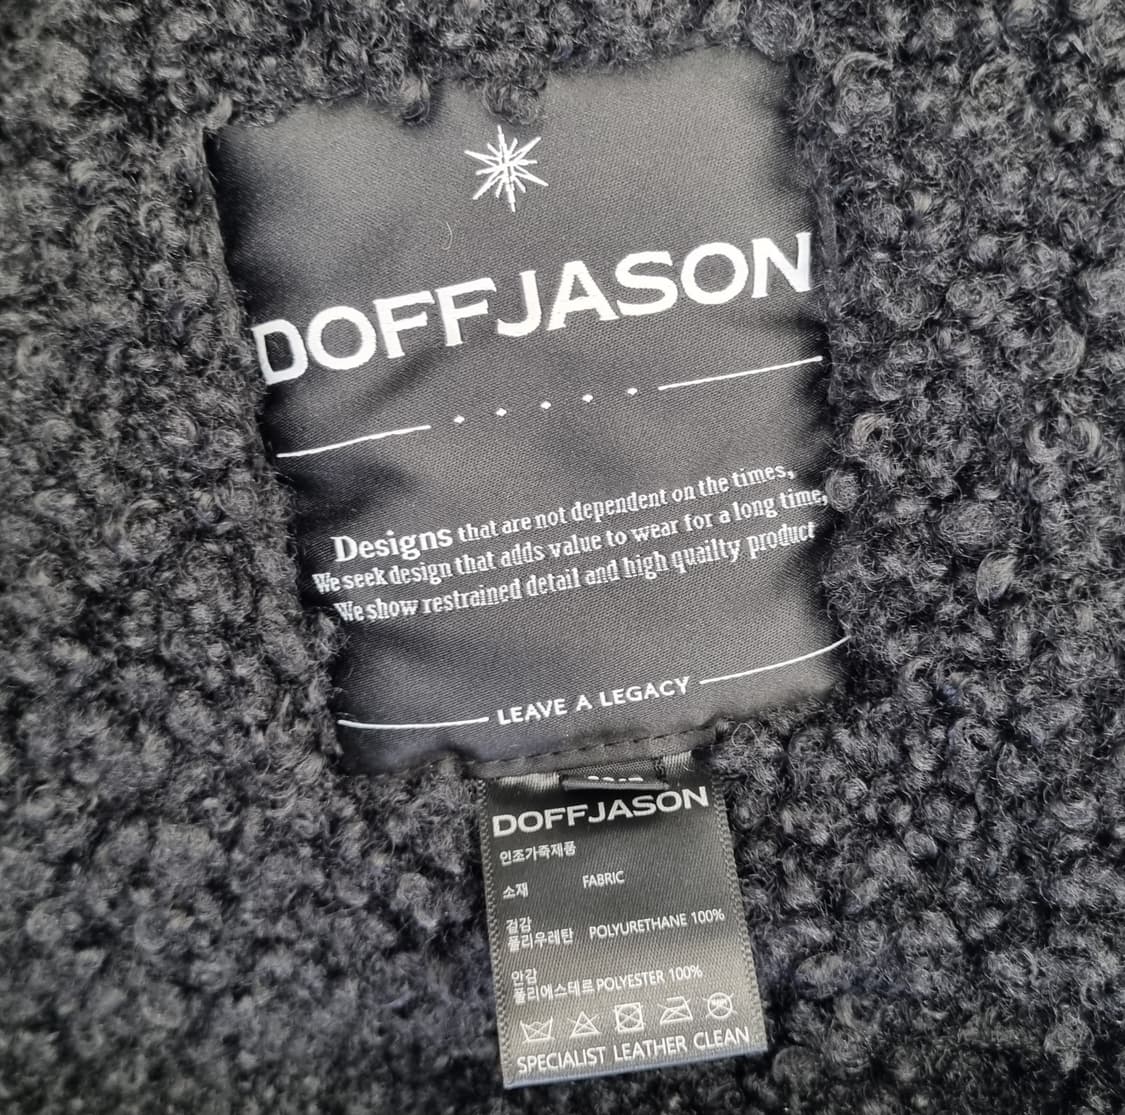 DOFFJASON
Designs that are not dependent on the times,
We seek design that adds value to wear for a long time,
We show restrained detail and high quailty product
LEAVE A LEGACY
DOFFJASON
인조가죽제품
소재 FABRIC
겉감
폴리우레탄 POLYURETHANE 100%
안감
폴리에스테르 POLYESTER 100%
SPECIALIST LEATHER CLEAN